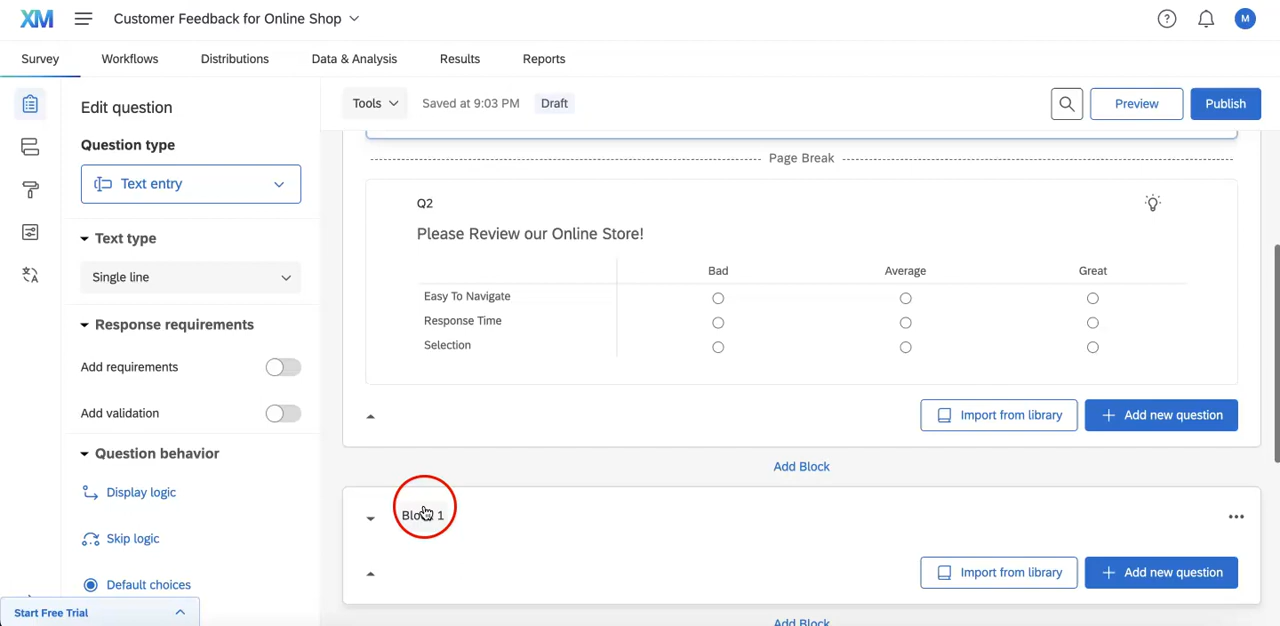 XM Customer Feedback for Online Shop M
Survey Workflows Distributions Data & Analysis Results Reports
Edit question
Question type
Text entry
Text type
Single line
Response requirements
Add requirements
Add validation
Question behavior
Display logic
Skip logic
Default choices
Start Free Trial
Tools Saved at 9:03 PM Draft Preview Publish
Page Break
Q2
Please Review our Online Store!
Bad Average Great
Easy To Navigate
Response Time
Selection
Import from library Add new question
Add Block
Block 1
Import from library Add new question
Add Block